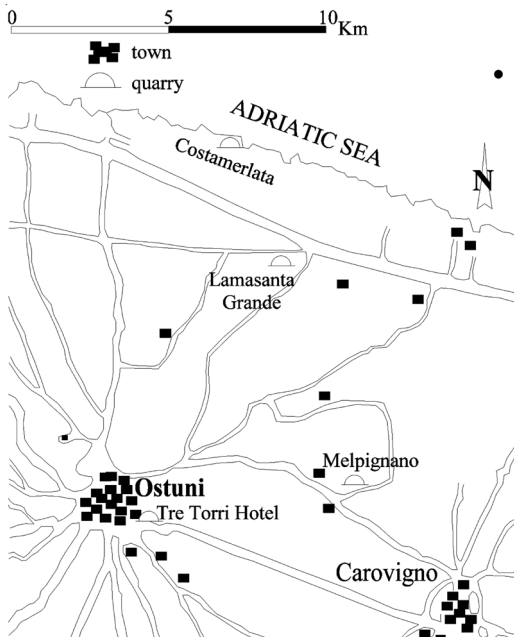 0 5 10
Km
town
quarry
ADRIATIC SEA
Costamerlata
N
Lamasanta
Grande
Melpignano
Ostuni
Tre Torri Hotel
Carovigno